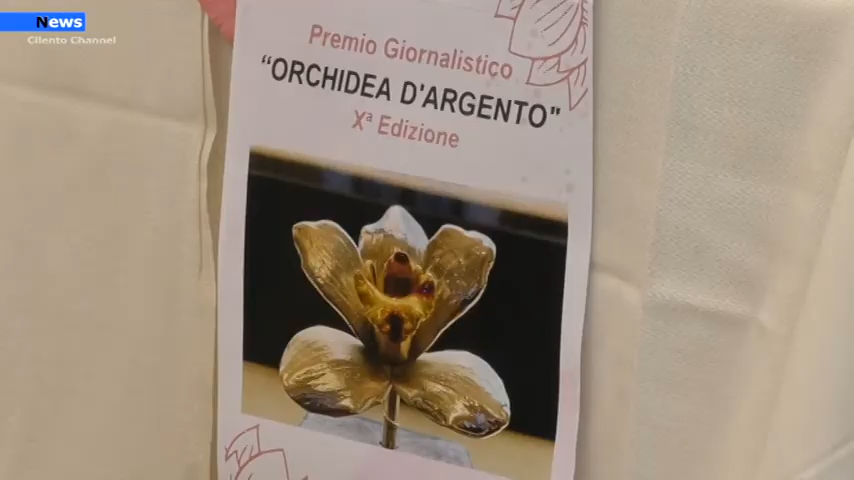 News
Cilento Channel
Premio Giornalistico
"ORCHIDEA D'ARGENTO"
Xª Edizione